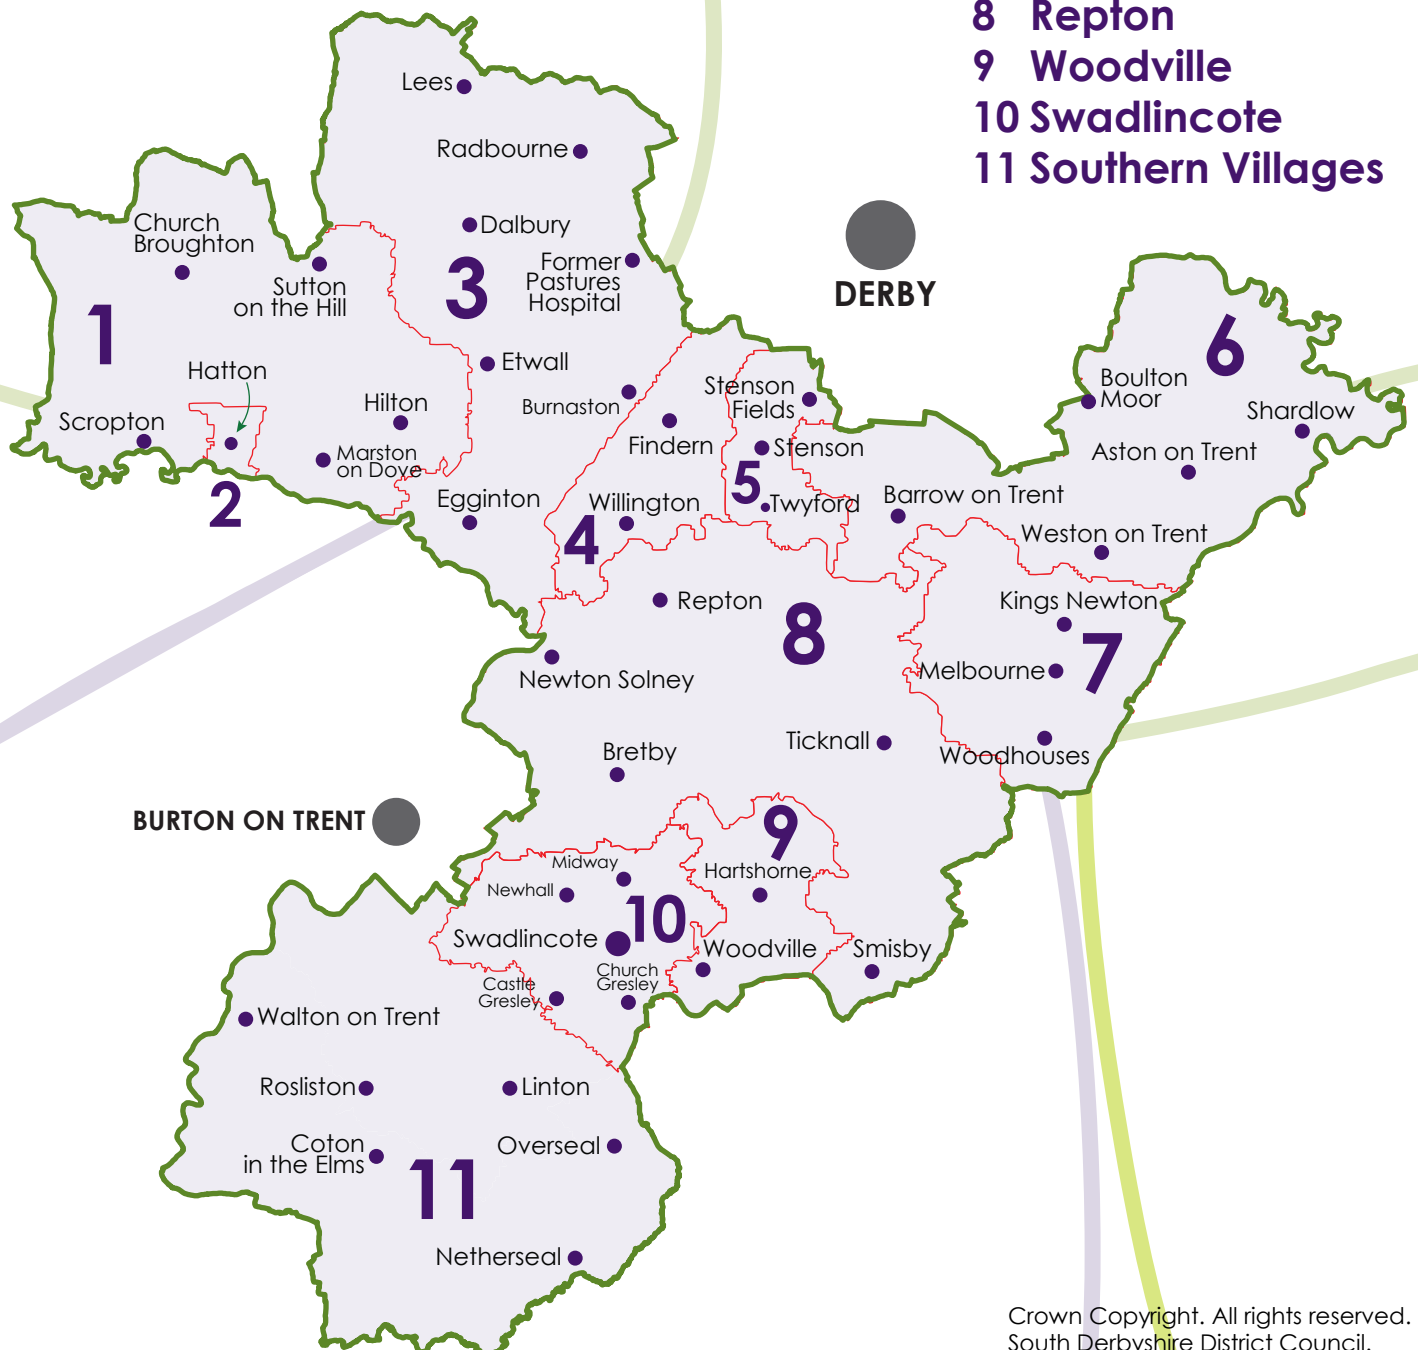 8 Repton
9 Woodville
10 Swadlincote
11 Southern Villages
Lees
Radbourne
Dalbury
Church
Broughton
Sutton
on the Hill
3
Former
Pastures
Hospital
DERBY
1
6
Hatton
Etwall
Burnaston
Stenson
Fields
Boulton
Moor
Shardlow
Scropton
Hilton
Findern
Stenson
Aston on Trent
Marston
on Dove
2
Egginton
Willington
5
Twyford
Barrow on Trent
4
Weston on Trent
Repton
8
Kings Newton
Newton Solney
Melbourne
7
Ticknall
Woodhouses
Bretby
BURTON ON TRENT
9
Midway
Hartshorne
Newhall
10
Swadlincote
Woodville
Smisby
Church
Gresley
Castle
Gresley
Walton on Trent
Rosliston
Linton
Coton
in the Elms
Overseal
11
Netherseal
Crown Copyright. All rights reserved.
South Derbyshire District Council.